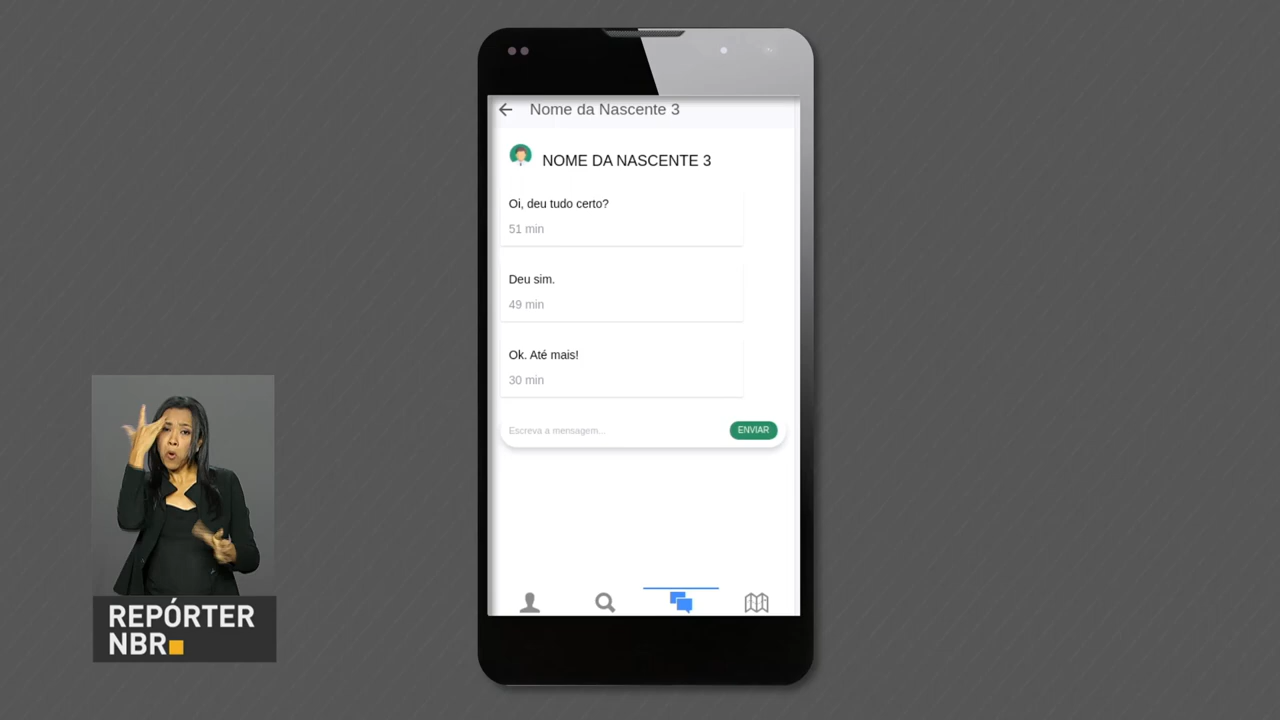 Nome da Nascente 3
NOME DA NASCENTE 3
Oi, deu tudo certo?
51 min
Deu sim.
49 min
Ok. Até mais!
30 min
Escreva a mensagem...
ENVIAR
REPÓRTER
NBR